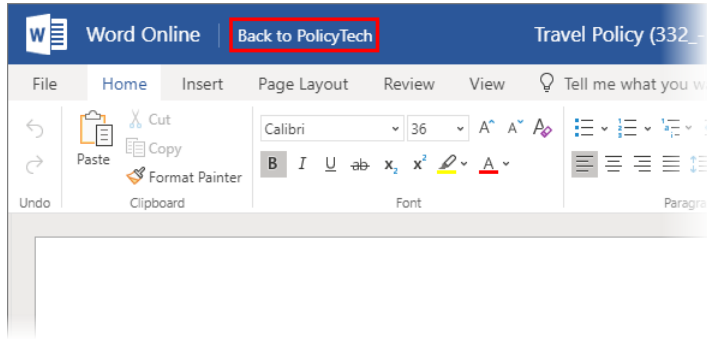 W Word Online Back to PolicyTech Travel Policy (332_-
File Home Insert Page Layout Review View Tell me what you w
Cut
Copy
Paste
Format Painter
Calibri 36 A A A
B I U ab x2 x2 A
Undo Clipboard Font Paragra